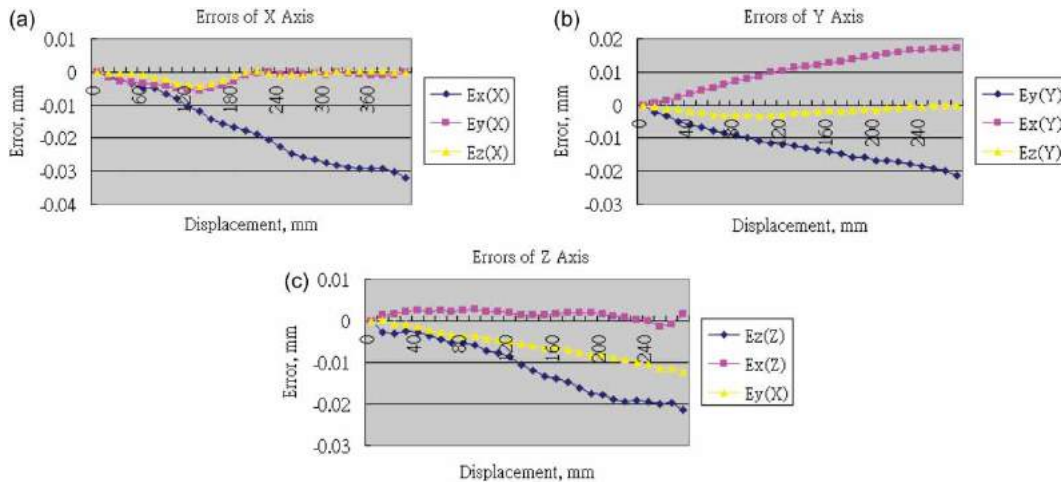 (a)
Errors of X Axis
0.01
0
-0.01
-0.02
-0.03
-0.04
Error, mm
0 60 120 180 240 300 360
Displacement, mm
Ex(X)
Ey(X)
Ez(X)
(b)
Errors of Y Axis
0.02
0.01
0
-0.01
-0.02
-0.03
Error, mm
0 40 80 120 160 200 240
Displacement, mm
Ey(Y)
Ex(Y)
Ez(Y)
(c)
Errors of Z Axis
0.01
0
-0.01
-0.02
-0.03
Error, mm
0 40 80 120 160 200 240
Displacement, mm
Ez(Z)
Ex(Z)
Ey(X)